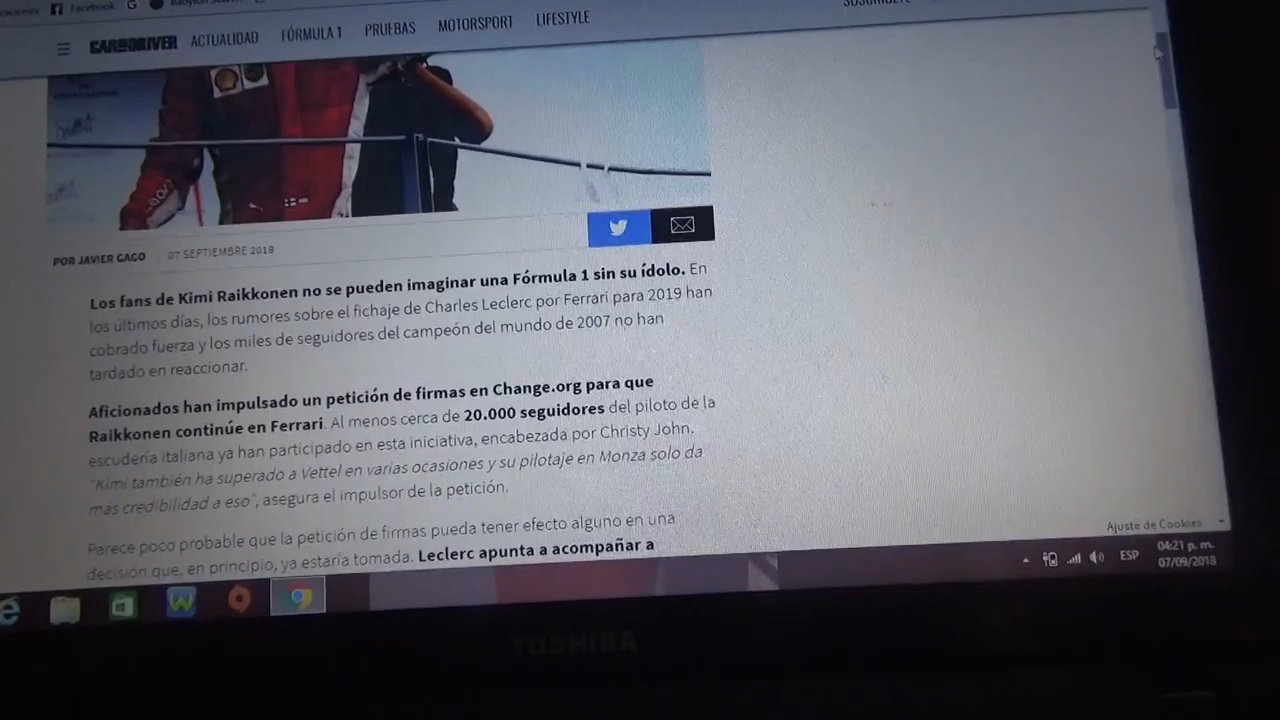 Facebook
CAR AND DRIVER ACTUALIDAD FÓRMULA 1 PRUEBAS MOTORSPORT LIFESTYLE
POR JAVIER GAGO 07 SEPTIEMBRE 2018
Los fans de Kimi Raikkonen no se pueden imaginar una Fórmula 1 sin su ídolo. En
los últimos días, los rumores sobre el fichaje de Charles Leclerc por Ferrari para 2019 han
cobrado fuerza y los miles de seguidores del campeón del mundo de 2007 no han
tardado en reaccionar.
Aficionados han impulsado un petición de firmas en Change.org para que
Raikkonen continúe en Ferrari. Al menos cerca de 20.000 seguidores del piloto de la
escudería italiana ya han participado en esta iniciativa, encabezada por Christy John.
"Kimi también ha superado a Vettel en varias ocasiones y su pilotaje en Monza solo da
mas credibilidad a eso", asegura el impulsor de la petición.
Parece poco probable que la petición de firmas pueda tener efecto alguno en una
decisión que, en principio, ya estaría tomada. Leclerc apunta a acompañar a
Ajuste de Cookies
ESP
04:21 p. m.
07/09/2018
TOSHIBA